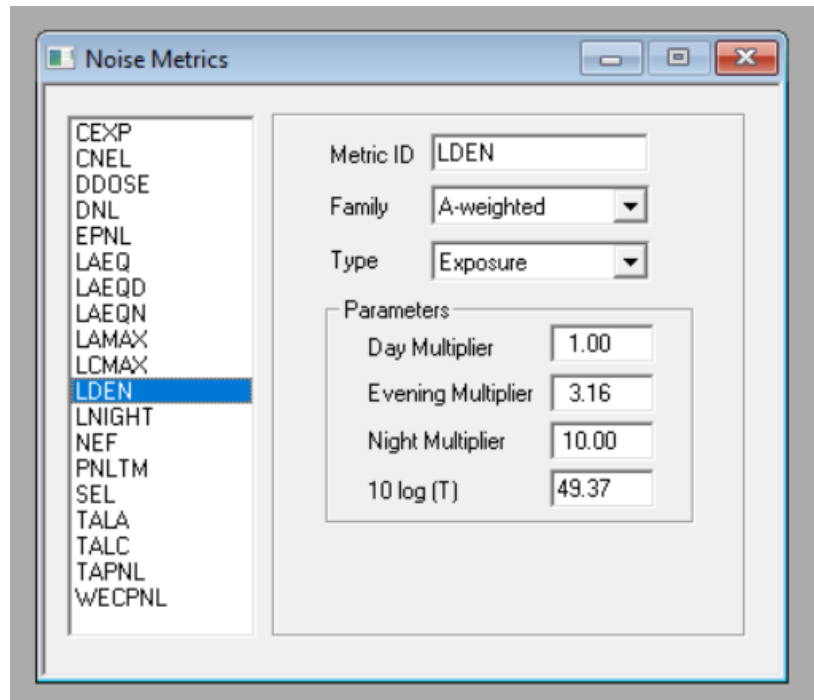 Noise Metrics
CEXP
CNEL
DDOSE
DNL
EPNL
LAEQ
LAEQD
LAEQN
LAMAX
LCMAX
LDEN
LNIGHT
NEF
PNLTM
SEL
TALA
TALC
TAPNL
WECPNL
Metric ID LDEN
Family A-weighted
Type Exposure
Parameters
Day Multiplier 1.00
Evening Multiplier 3.16
Night Multiplier 10.00
10 log (T) 49.37